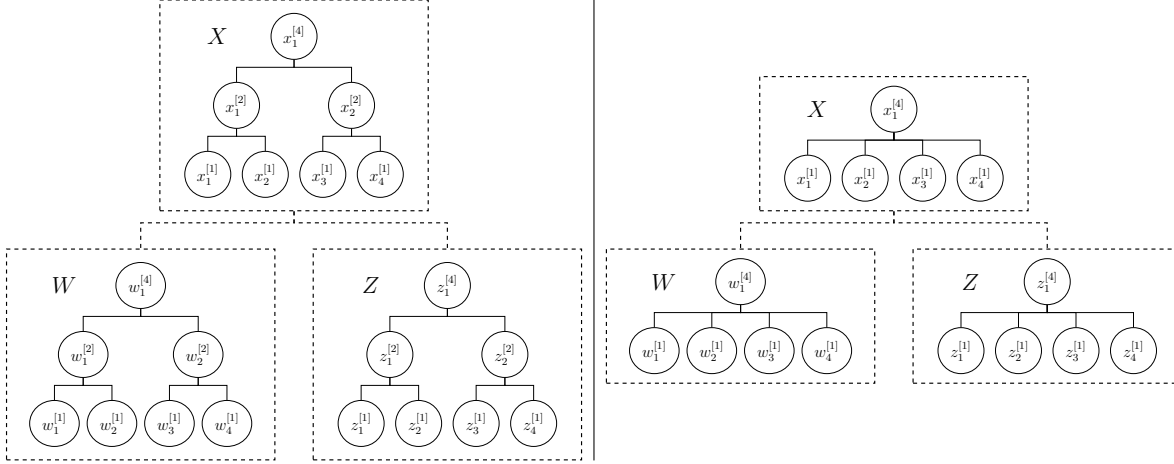 X x_1^{[4]}
x_1^{[2]} x_2^{[2]}
x_1^{[1]} x_2^{[1]} x_3^{[1]} x_4^{[1]}
W w_1^{[4]}
w_1^{[2]} w_2^{[2]}
w_1^{[1]} w_2^{[1]} w_3^{[1]} w_4^{[1]}
Z z_1^{[4]}
z_1^{[2]} z_2^{[2]}
z_1^{[1]} z_2^{[1]} z_3^{[1]} z_4^{[1]}
X x_1^{[4]}
x_1^{[1]} x_2^{[1]} x_3^{[1]} x_4^{[1]}
W w_1^{[4]}
w_1^{[1]} w_2^{[1]} w_3^{[1]} w_4^{[1]}
Z z_1^{[4]}
z_1^{[1]} z_2^{[1]} z_3^{[1]} z_4^{[1]}